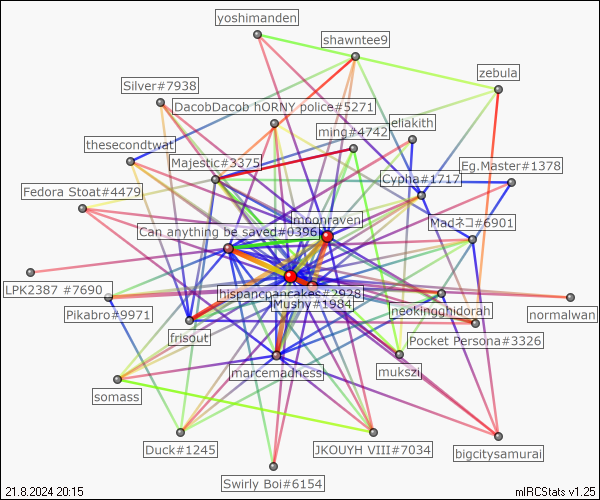 yoshimanden
shawntee9
zebula
Silver#7938
DacobDacob hORNY police#5271
eliakith
ming#4742
thesecondtwat
Majestic#3375
Eg.Master#1378
Cypha#1717
Fedora Stoat#4479
moonraven
Madネコ#6901
Can anything be saved#0396
LPK2387 #7690
hispancpancakes#2928
Mushy#1984
Pikabro#9971
neokingghidorah
normalwan
frisout
Pocket Persona#3326
marcemadness
mukszi
somass
Duck#1245
JKOUYH VIII#7034
bigcitysamurai
Swirly Boi#6154
21.8.2024 20:15
mIRCStats v1.25